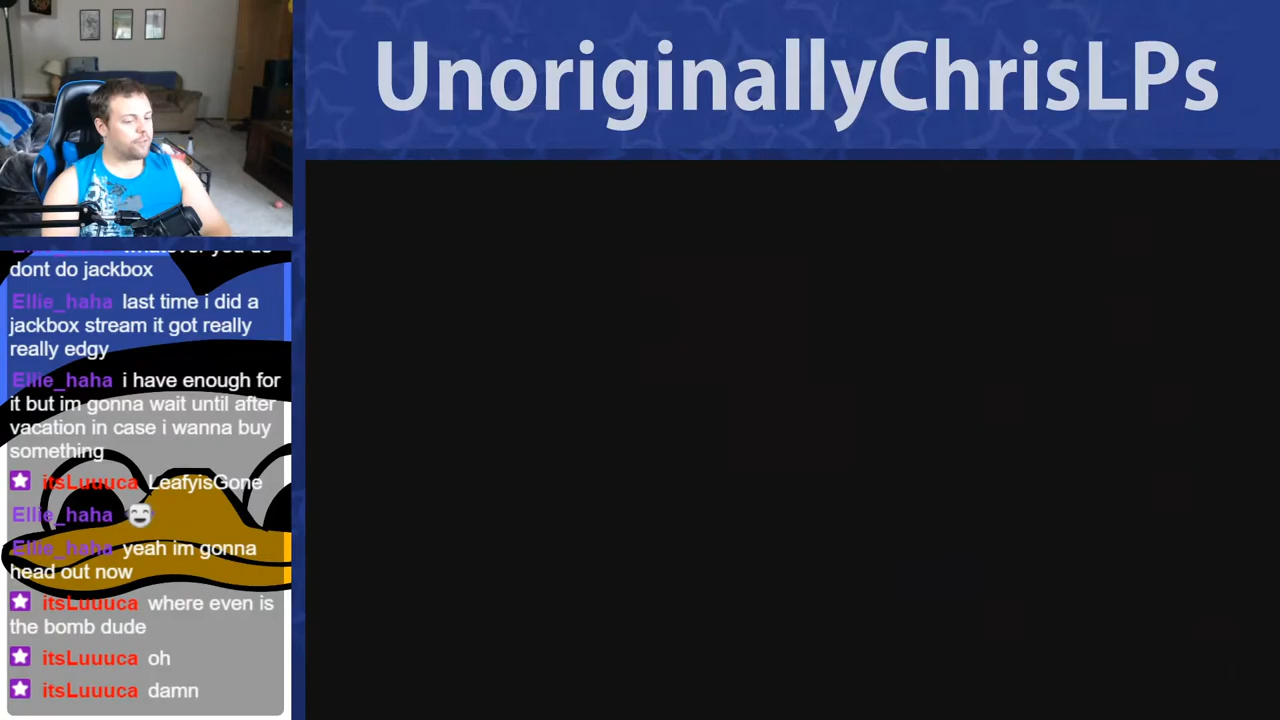 UnoriginallyChrisLPs
dont do jackbox
Ellie_haha last time i did a
jackbox stream it got really
really edgy
Ellie_haha i have enough for
it but im gonna wait until after
vacation in case i wanna buy
something
itsLuuuca LeafyisGone
Ellie_haha
Ellie_haha yeah im gonna
head out now
itsLuuuca where even is
the bomb dude
itsLuuuca oh
itsLuuuca damn